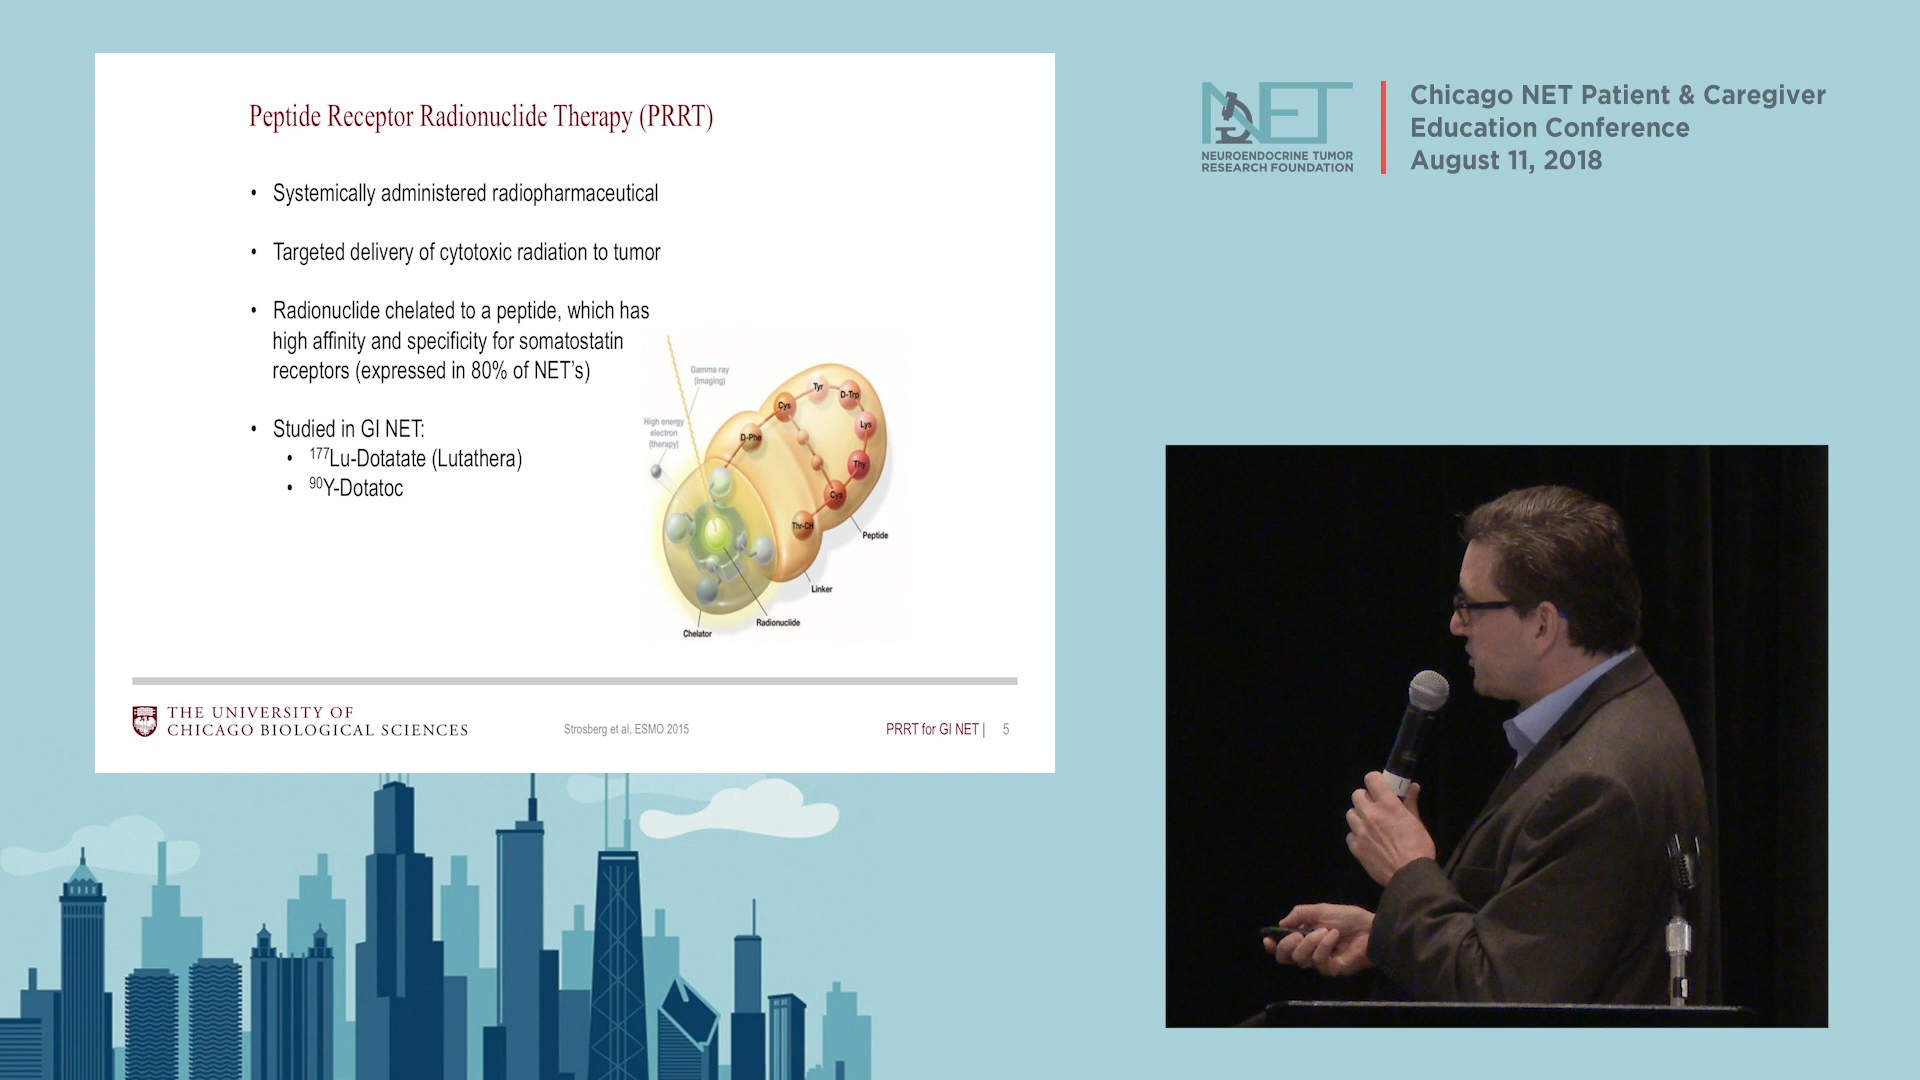 Peptide Receptor Radionuclide Therapy (PRRT)
• Systemically administered radiopharmaceutical
• Targeted delivery of cytotoxic radiation to tumor
• Radionuclide chelated to a peptide, which has
high affinity and specificity for somatostatin
receptors (expressed in 80% of NET's)
• Studied in GI NET:
• 177Lu-Dotatate (Lutathera)
• 90Y-Dotatoc
Gamma ray
(imaging)
High energy
electron
(therapy)
Tyr
D-Trp
Cys
Lys
D-Phe
Thy
Cys
Thr-CH
Peptide
Linker
Radionuclide
Chelator
THE UNIVERSITY OF
CHICAGO BIOLOGICAL SCIENCES
Strosberg et al, ESMO 2015
PRRT for GI NET | 5
NET
NEUROENDOCRINE TUMOR
RESEARCH FOUNDATION
Chicago NET Patient & Caregiver
Education Conference
August 11, 2018